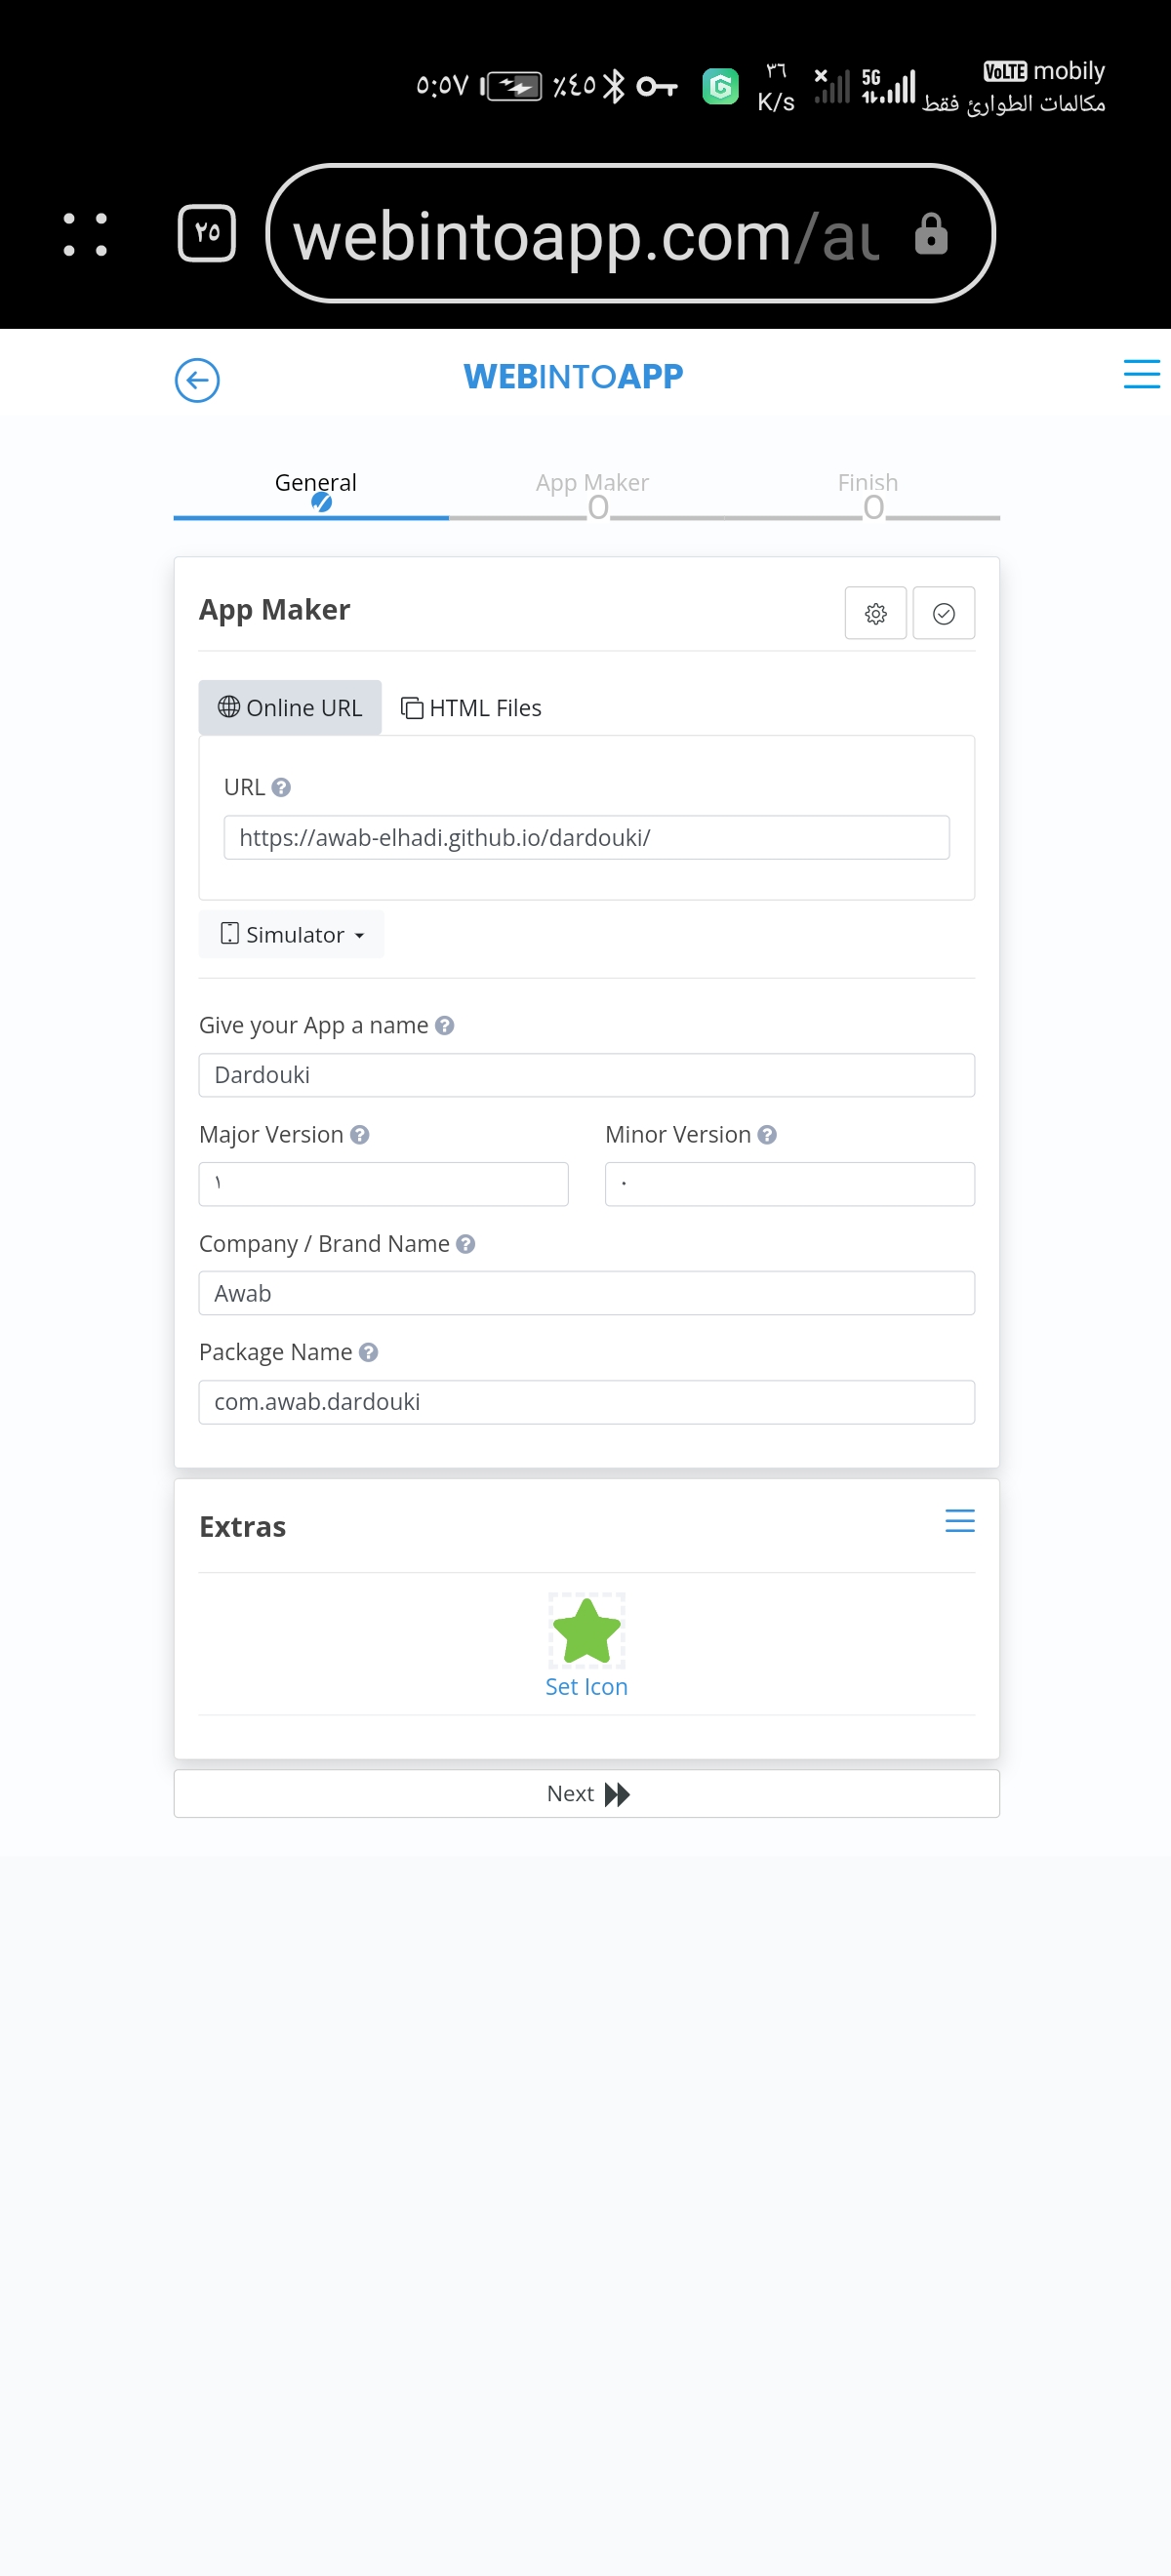 ٥:٥٧ ٪٤٥ ٣٦ K/s 5G VoLTE mobily
مكالمات الطوارئ فقط
٢٥ webintoapp.com/au
WEBINTOAPP
General App Maker Finish
App Maker
Online URL HTML Files
URL
https://awab-elhadi.github.io/dardouki/
Simulator
Give your App a name
Dardouki
Major Version Minor Version
١ ٠
Company / Brand Name
Awab
Package Name
com.awab.dardouki
Extras
Set Icon
Next